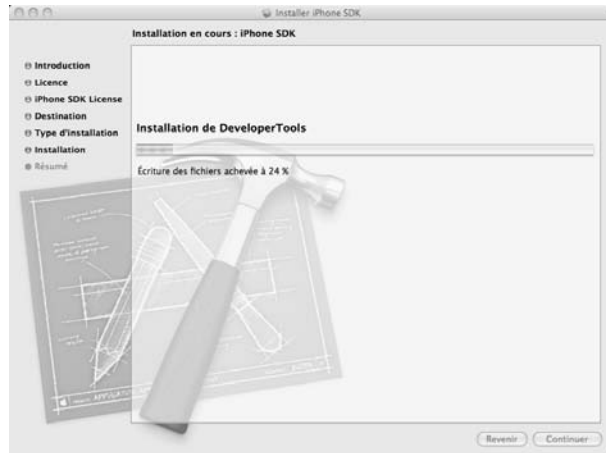 Installer iPhone SDK
Installation en cours : iPhone SDK
Introduction
Licence
iPhone SDK License
Destination
Type d'installation
Installation
Résumé
Installation de DeveloperTools
Écriture des fichiers achevée à 24 %
Revenir
Continuer